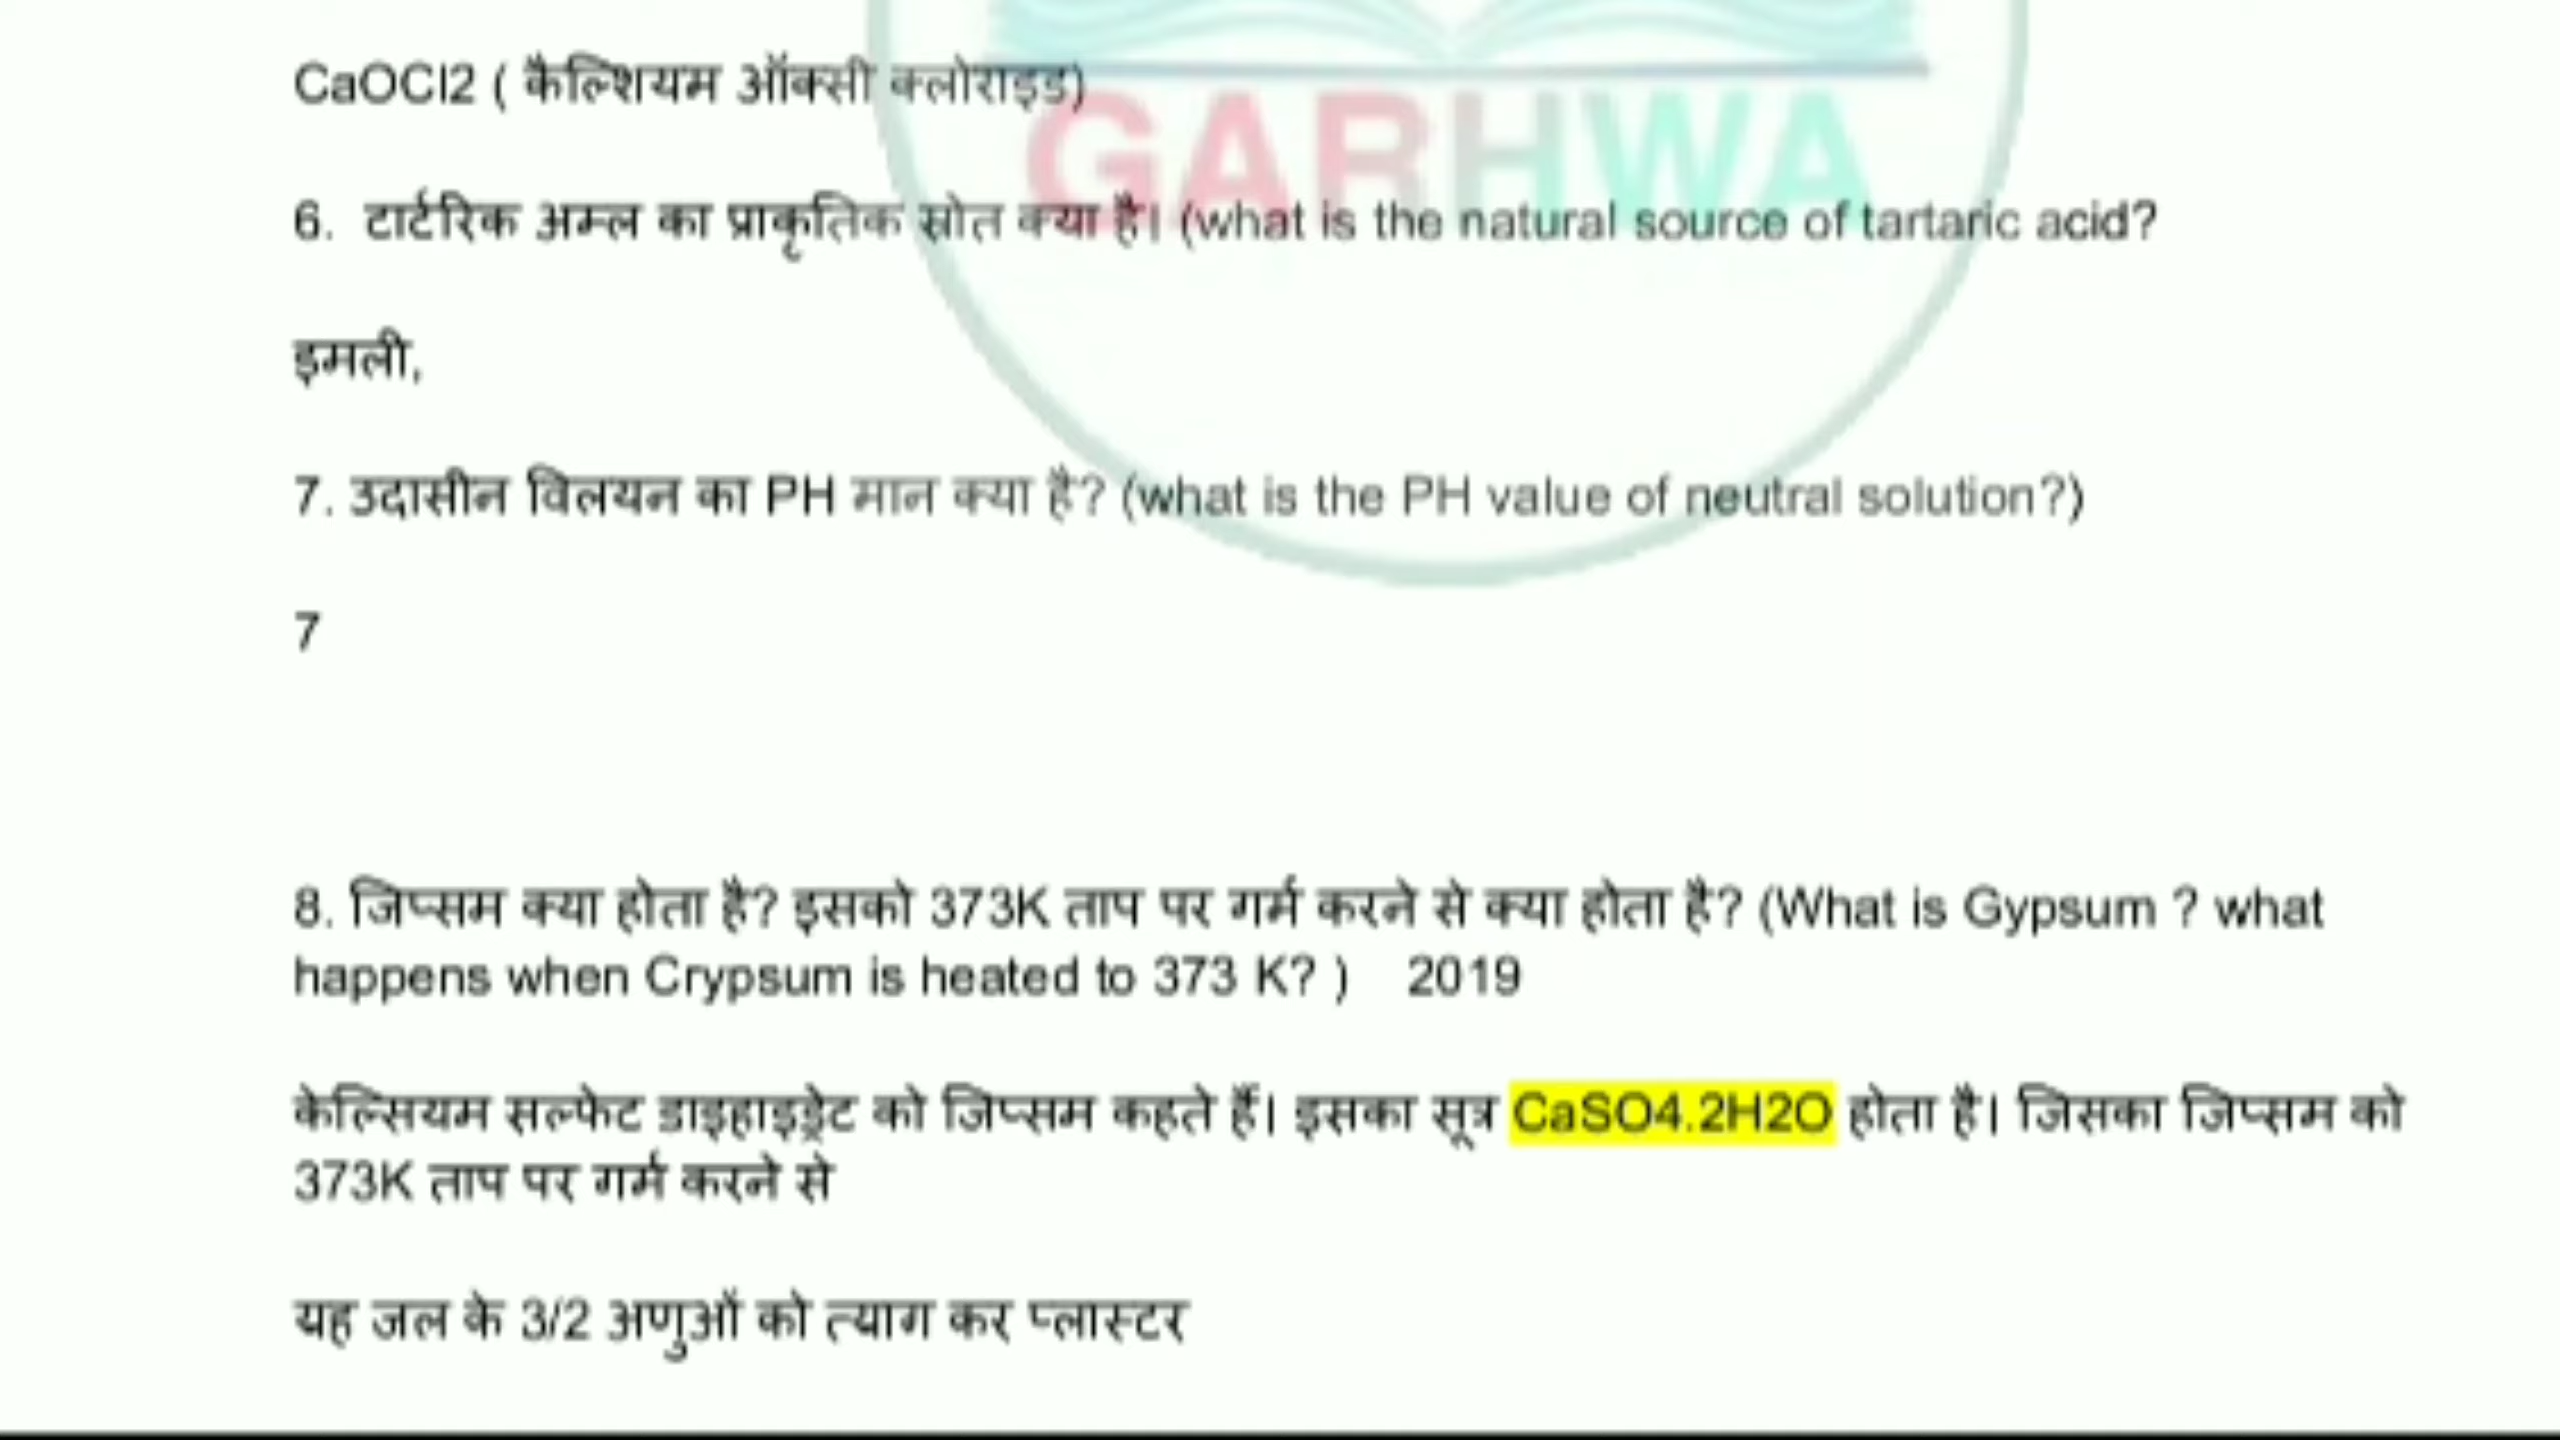 CaOCl2 ( कैल्शियम ऑक्सी क्लोराइड)
GARHWA
6. टार्टरिक अम्ल का प्राकृतिक स्रोत क्या है। (what is the natural source of tartaric acid?
इमली,
7. उदासीन विलयन का PH मान क्या है? (what is the PH value of neutral solution?)
7
8. जिप्सम क्या होता है? इसको 373K ताप पर गर्म करने से क्या होता है? (What is Gypsum ? what
happens when Crypsum is heated to 373 K? ) 2019
केल्सियम सल्फेट डाइहाइड्रेट को जिप्सम कहते हैं। इसका सूत्र CaSO4.2H2O होता है। जिसका जिप्सम को
373K ताप पर गर्म करने से
यह जल के 3/2 अणुओं को त्याग कर प्लास्टर